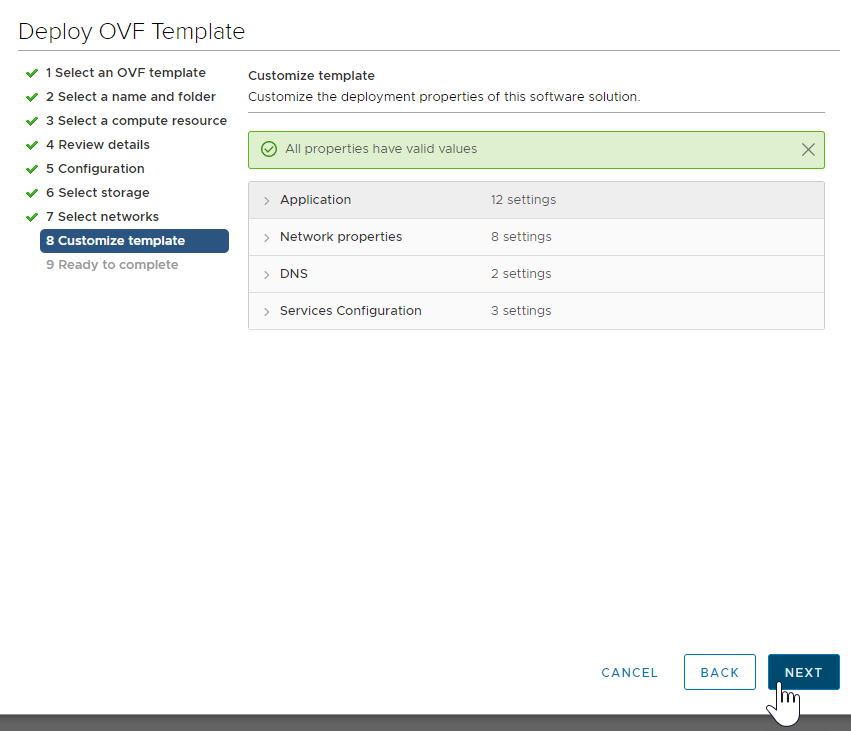 Deploy OVF Template
1 Select an OVF template
2 Select a name and folder
3 Select a compute resource
4 Review details
5 Configuration
6 Select storage
7 Select networks
8 Customize template
9 Ready to complete
Customize template
Customize the deployment properties of this software solution.
All properties have valid values
Application 12 settings
Network properties 8 settings
DNS 2 settings
Services Configuration 3 settings
CANCEL BACK NEXT